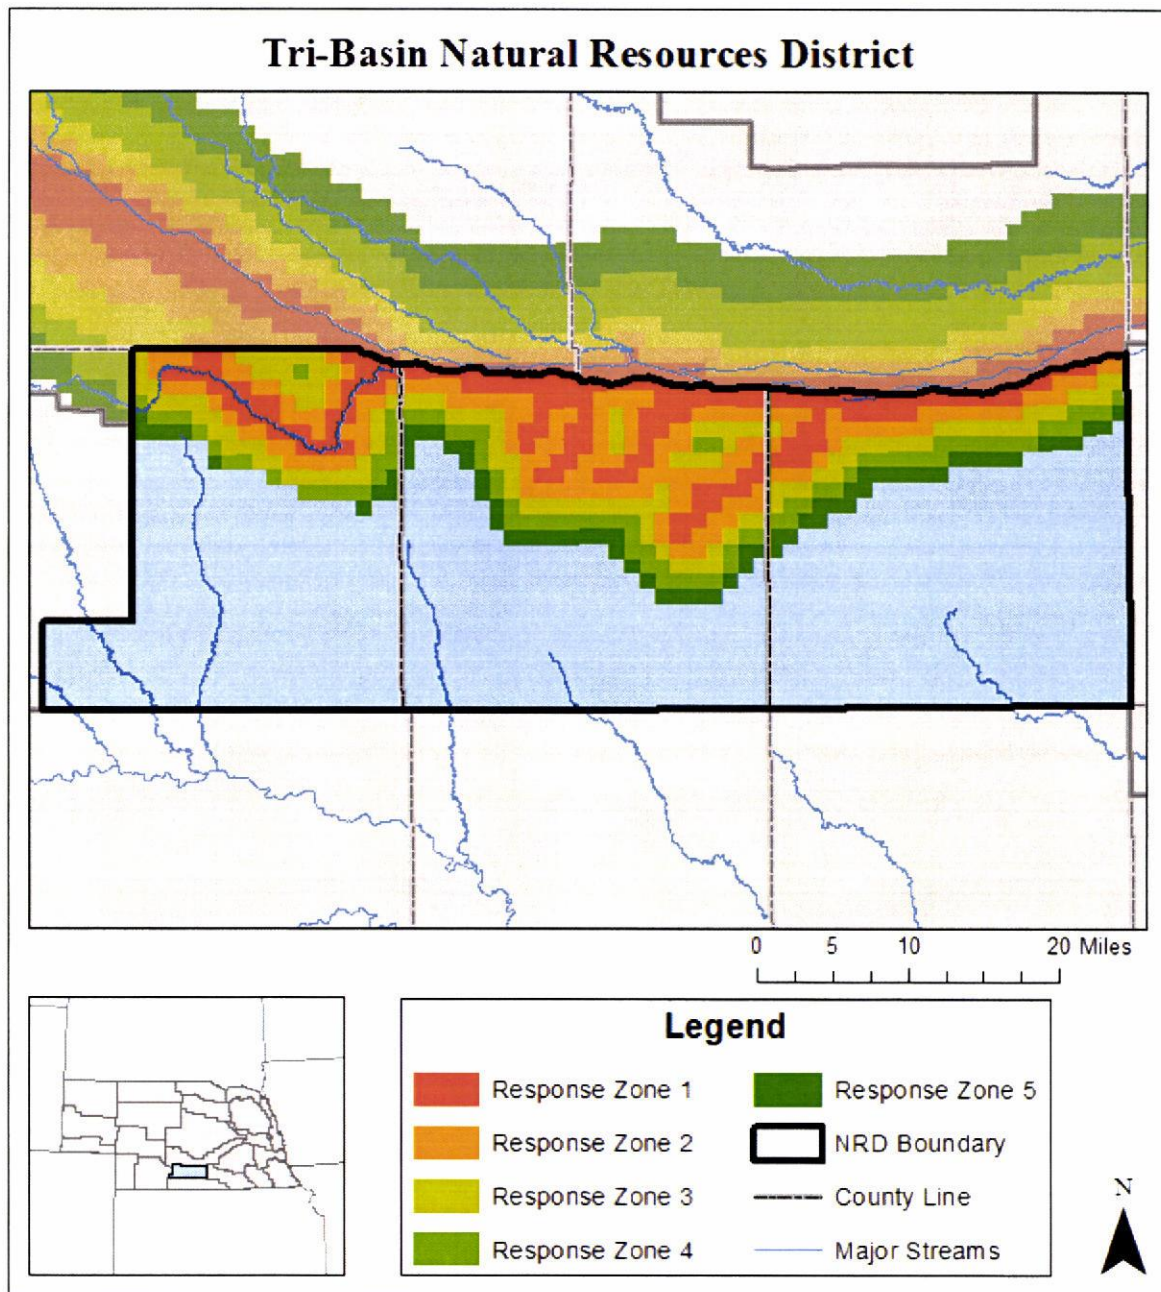 Tri-Basin Natural Resources District
0 5 10 20 Miles
Legend
Response Zone 1
Response Zone 2
Response Zone 3
Response Zone 4
Response Zone 5
NRD Boundary
County Line
Major Streams
N